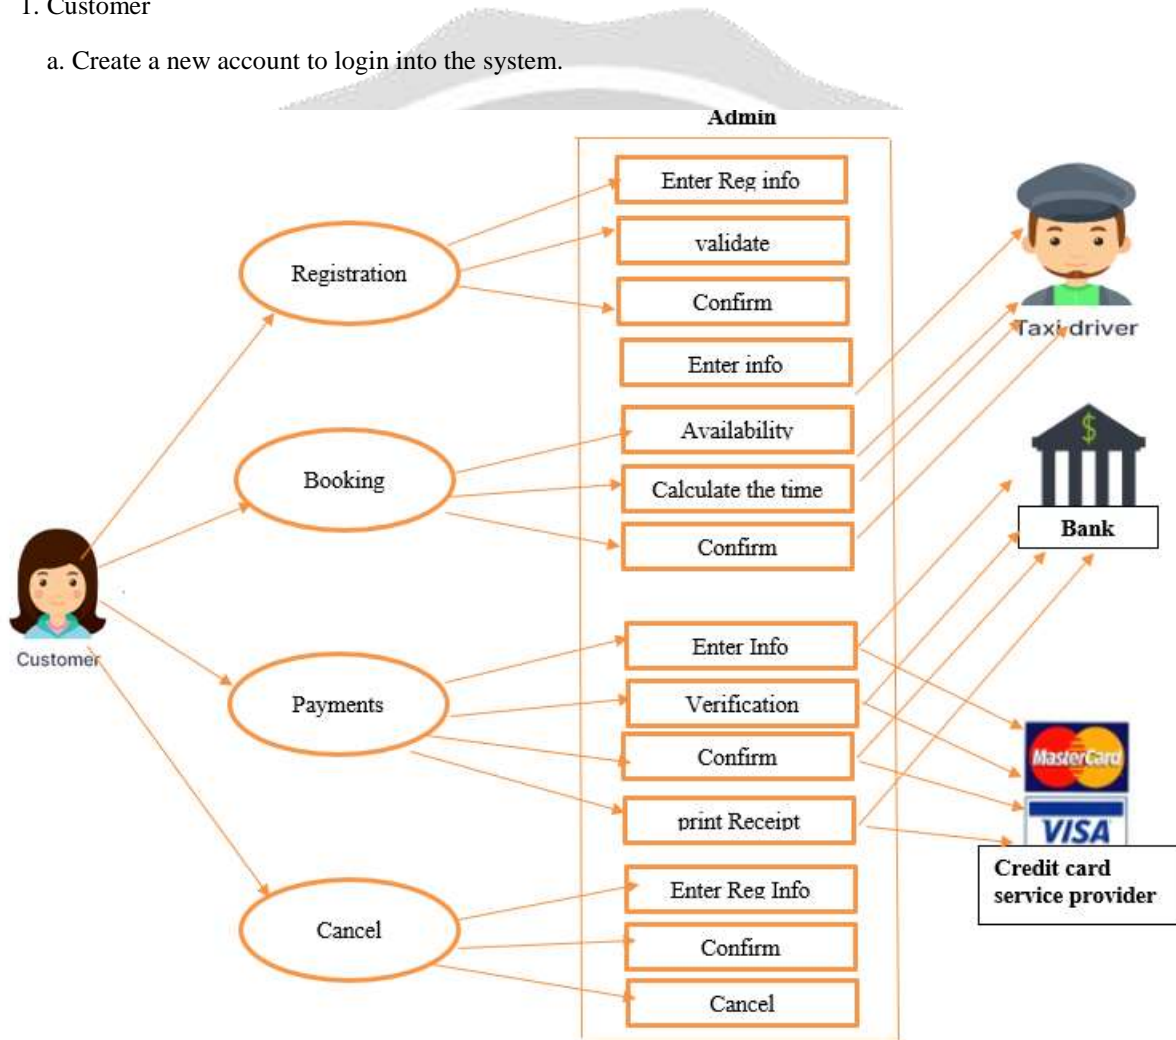 1. Customer
a. Create a new account to login into the system.
Admin
Enter Reg info
validate
Registration
Confirm
Taxi driver
Enter info
$
Availability
Booking
Calculate the time
Bank
Confirm
Enter Info
Customer
Payments
Verification
Confirm
MasterCard
print Receipt
VISA
Credit card
service provider
Enter Reg Info
Cancel
Confirm
Cancel